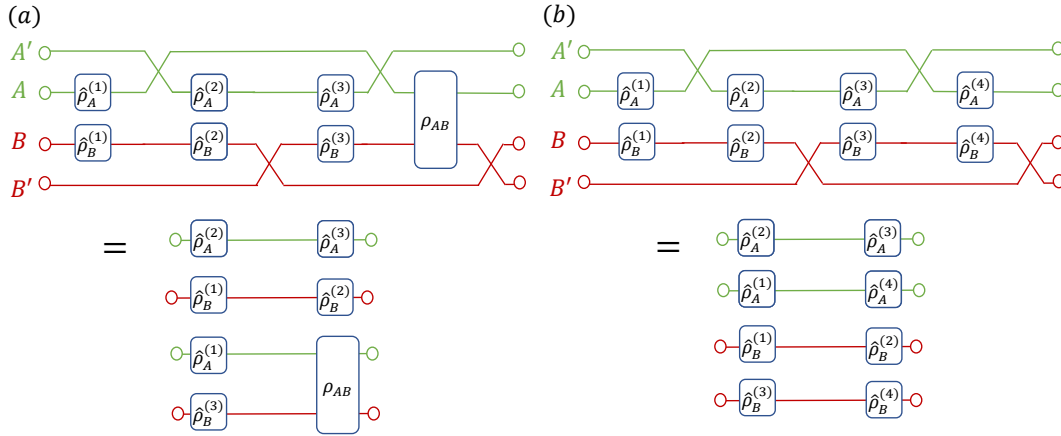 (a) (b)
A′ A′
A ρ̂_A^(1) ρ̂_A^(2) ρ̂_A^(3) A ρ̂_A^(1) ρ̂_A^(2) ρ̂_A^(3) ρ̂_A^(4)
ρ_AB
B ρ̂_B^(1) ρ̂_B^(2) ρ̂_B^(3) B ρ̂_B^(1) ρ̂_B^(2) ρ̂_B^(3) ρ̂_B^(4)
B′ B′
= ρ̂_A^(2) ρ̂_A^(3) = ρ̂_A^(2) ρ̂_A^(3)
ρ̂_B^(1) ρ̂_B^(2) ρ̂_A^(1) ρ̂_A^(4)
ρ̂_A^(1) ρ̂_B^(1) ρ̂_B^(2)
ρ_AB
ρ̂_B^(3) ρ̂_B^(3) ρ̂_B^(4)